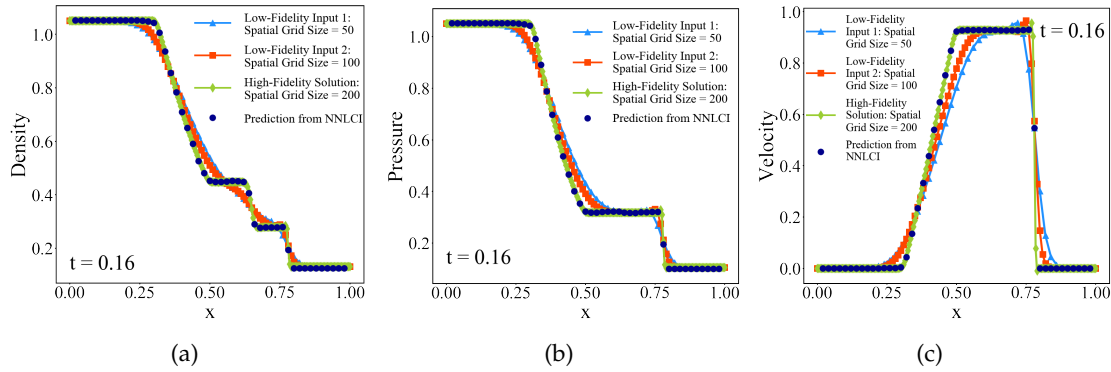 Low-Fidelity Input 1:
Spatial Grid Size = 50
Low-Fidelity Input 2:
Spatial Grid Size = 100
High-Fidelity Solution:
Spatial Grid Size = 200
Prediction from NNLCI
Density
1.0
0.8
0.6
0.4
0.2
t = 0.16
0.00
0.25
0.50
0.75
1.00
x
(a)
Low-Fidelity Input 1:
Spatial Grid Size = 50
Low-Fidelity Input 2:
Spatial Grid Size = 100
High-Fidelity Solution:
Spatial Grid Size = 200
Prediction from NNLCI
Pressure
1.0
0.8
0.6
0.4
0.2
t = 0.16
0.00
0.25
0.50
0.75
1.00
x
(b)
Low-Fidelity
Input 1: Spatial
Grid Size = 50
Low-Fidelity
Input 2: Spatial
Grid Size = 100
High-Fidelity
Solution: Spatial
Grid Size = 200
Prediction from
NNLCI
t = 0.16
Velocity
0.8
0.6
0.4
0.2
0.0
0.00
0.25
0.50
0.75
1.00
x
(c)